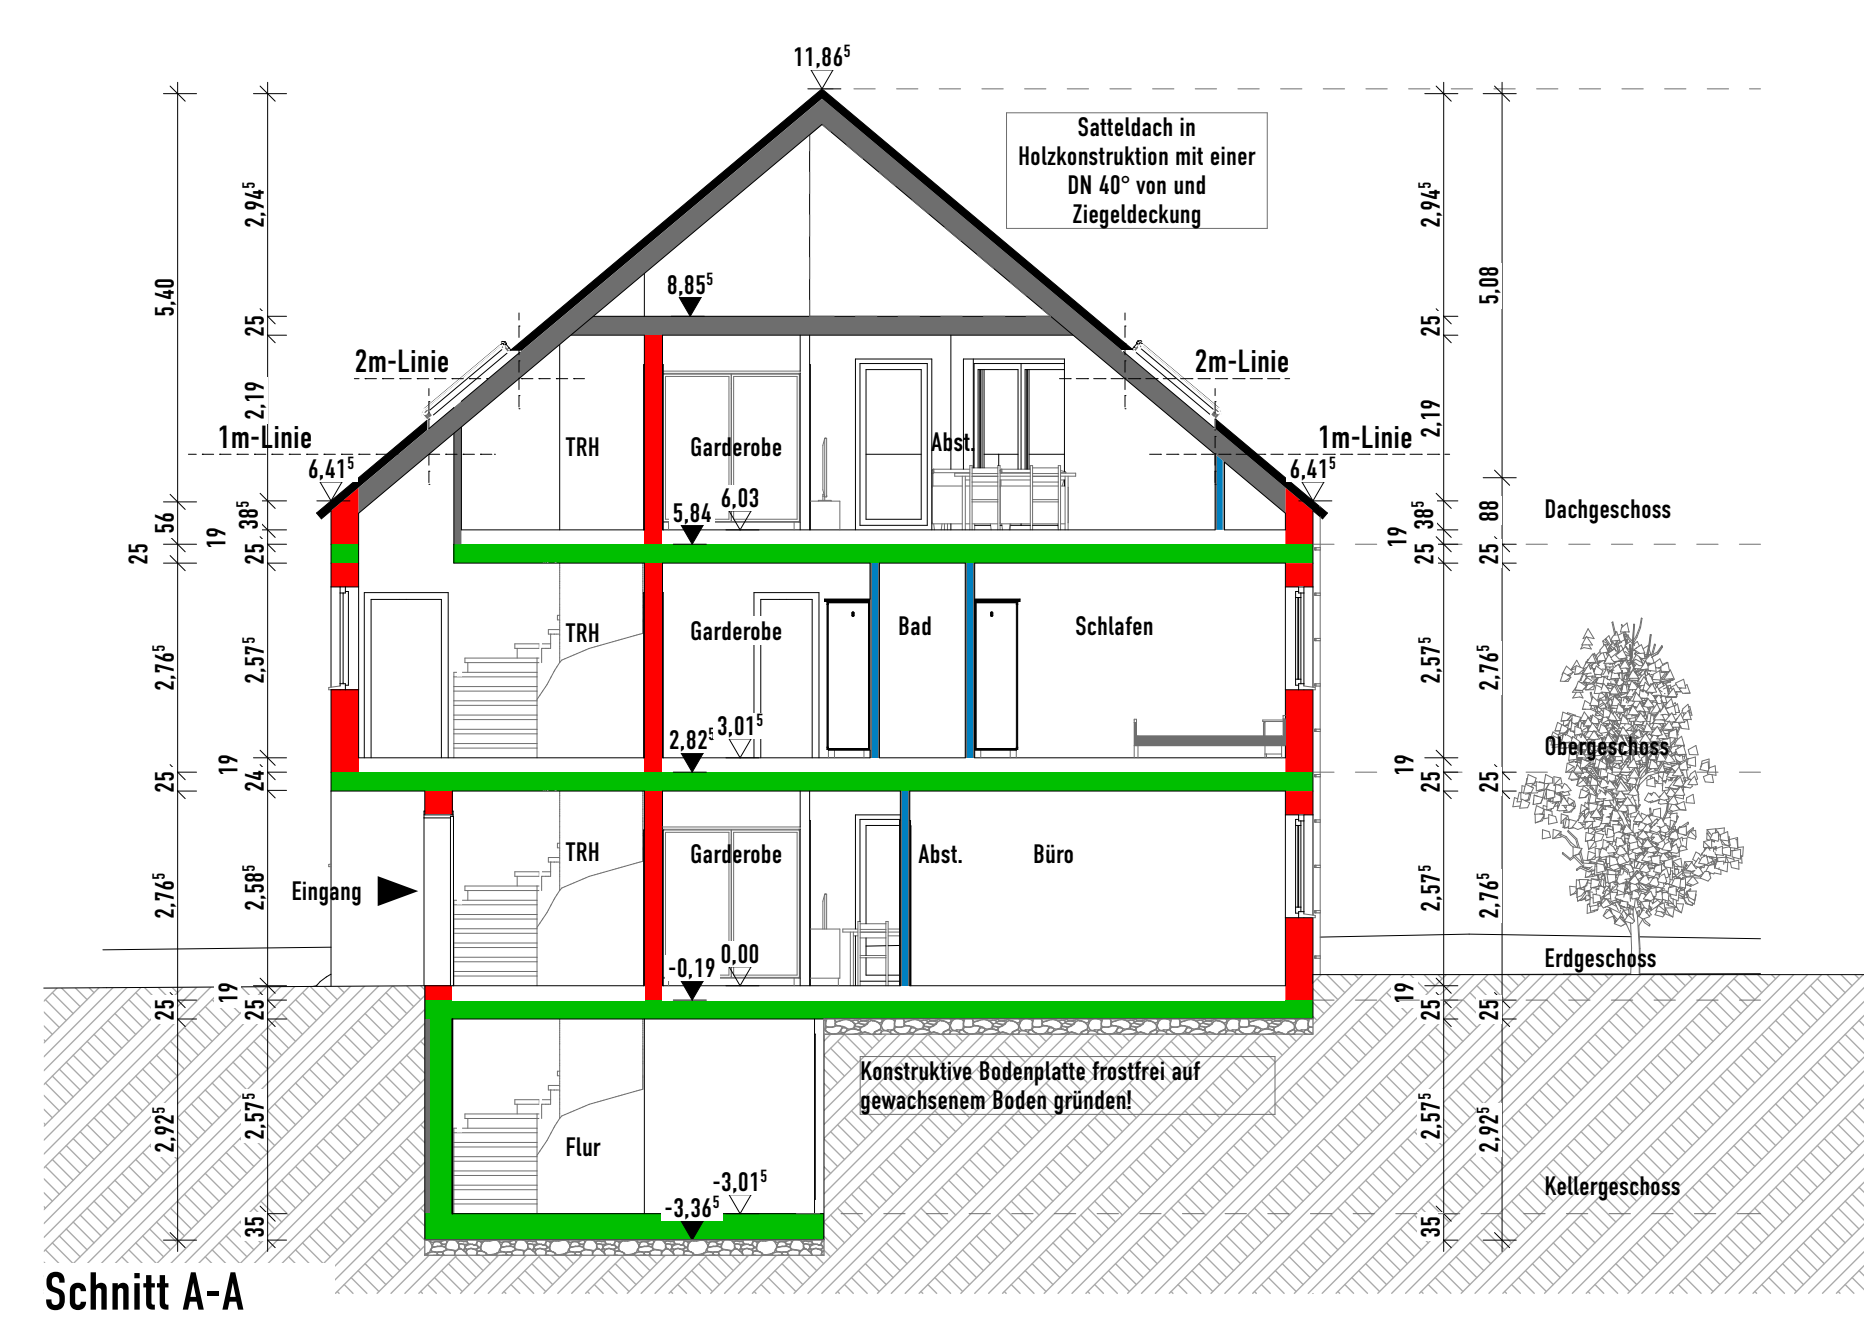 11,86⁵
Satteldach in
Holzkonstruktion mit einer
DN 40° von und
Ziegeldeckung
2,94⁵
2,94⁵
5,40
5,08
8,85⁵
25
25
2m-Linie
2m-Linie
2,19
2,19
1m-Linie
1m-Linie
TRH
Garderobe
Abst.
6,41⁵
6,41⁵
6,03
5,84
56
38⁵
19
38⁵
19
88
Dachgeschoss
25
25
25
25
TRH
Garderobe
Bad
Schlafen
2,76⁵
2,57⁵
2,57⁵
2,76⁵
3,01⁵
2,82⁵
Obergeschoss
19
19
25
24
25
25
TRH
Garderobe
Abst.
Büro
Eingang
2,76⁵
2,58⁵
2,57⁵
2,76⁵
0,00
-0,19
Erdgeschoss
19
19
25
25
25
25
Konstruktive Bodenplatte frostfrei auf
gewachsenem Boden gründen!
2,92⁵
2,57⁵
2,57⁵
2,92⁵
Flur
-3,01⁵
-3,36⁵
Kellergeschoss
35
35
Schnitt A-A